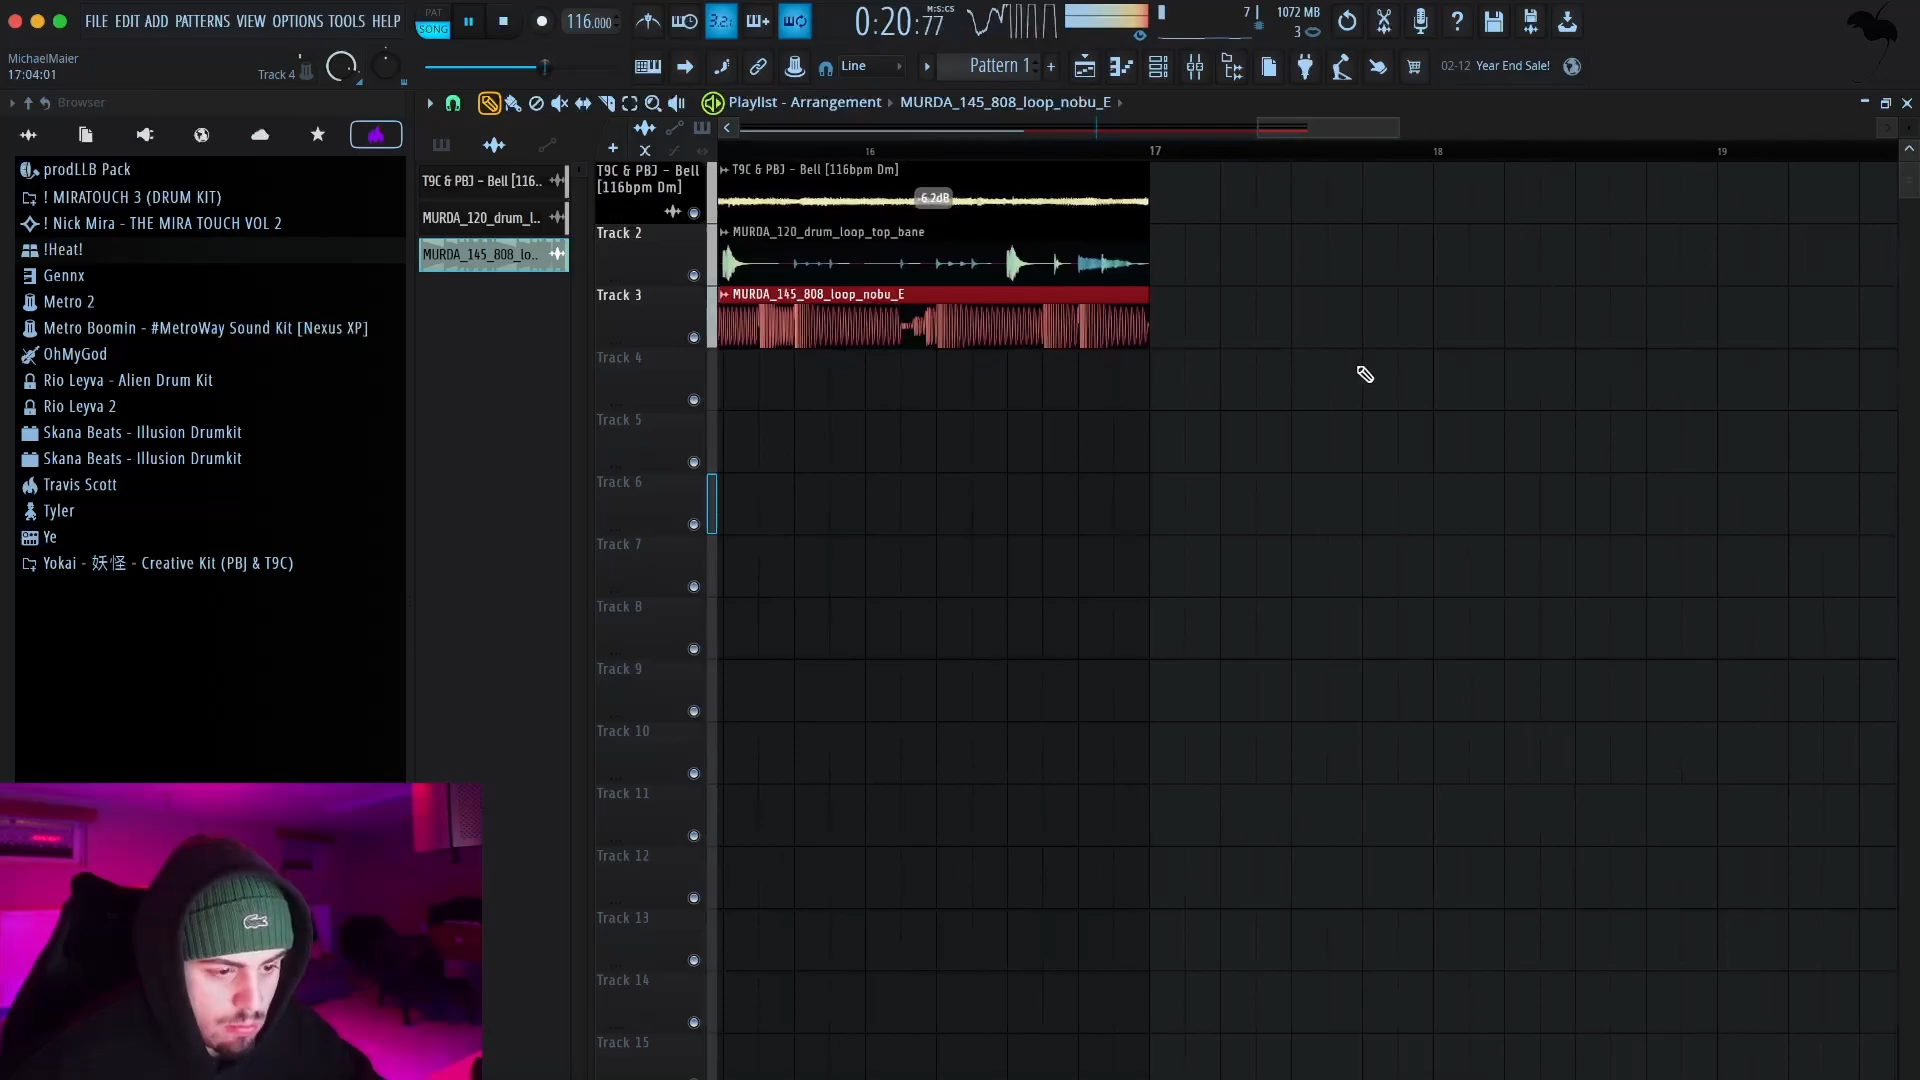 PAT
SONG
FILE EDIT ADD PATTERNS VIEW OPTIONS TOOLS HELP
116.000
3.2
0:20:77
M:S:CS
7
1072 MB
3
MichaelMaier
17:04:01
Track 4
Line
Pattern 1
02-12 Year End Sale!
Browser
Playlist - Arrangement
MURDA_145_808_loop_nobu_E
prodLLB Pack
! MIRATOUCH 3 (DRUM KIT)
! Nick Mira - THE MIRA TOUCH VOL 2
!Heat!
Gennx
Metro 2
Metro Boomin - #MetroWay Sound Kit [Nexus XP]
OhMyGod
Rio Leyva - Alien Drum Kit
Rio Leyva 2
Skana Beats - Illusion Drumkit
Skana Beats - Illusion Drumkit
Travis Scott
Tyler
Ye
Yokai - 妖怪 - Creative Kit (PBJ & T9C)
T9C & PBJ - Bell [116..
MURDA_120_drum_l..
MURDA_145_808_lo..
16
17
18
19
T9C & PBJ - Bell
[116bpm Dm]
T9C & PBJ - Bell [116bpm Dm]
-6.2dB
Track 2
MURDA_120_drum_loop_top_bane
Track 3
MURDA_145_808_loop_nobu_E
Track 4
Track 5
Track 6
Track 7
Track 8
Track 9
Track 10
Track 11
Track 12
Track 13
Track 14
Track 15